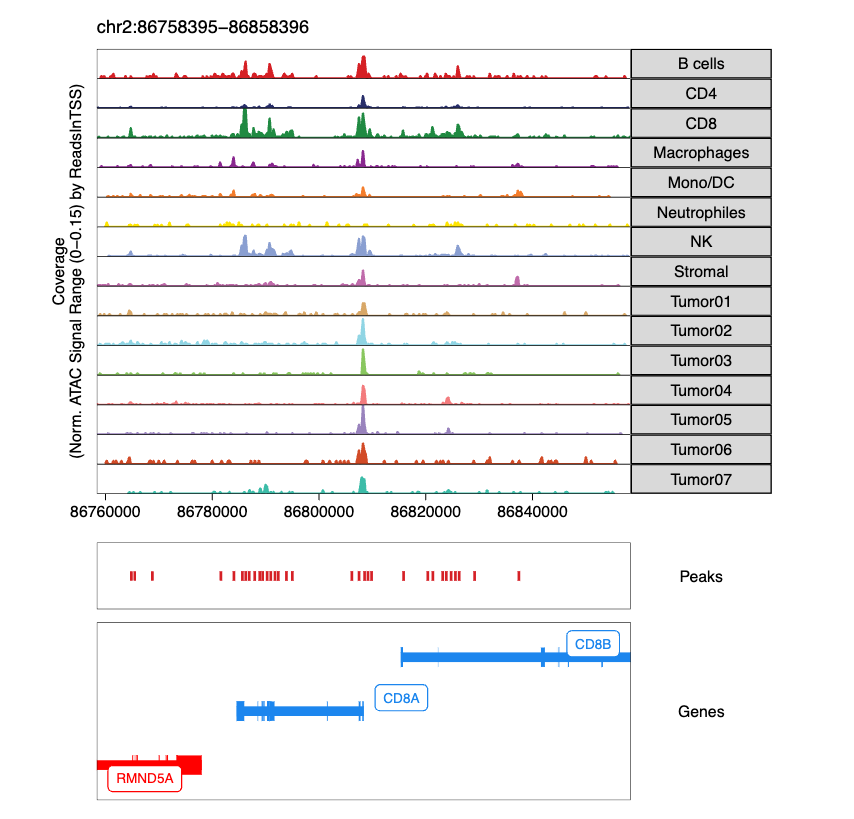 chr2:86758395−86858396
Coverage
(Norm. ATAC Signal Range (0−0.15) by ReadsInTSS)
B cells
CD4
CD8
Macrophages
Mono/DC
Neutrophiles
NK
Stromal
Tumor01
Tumor02
Tumor03
Tumor04
Tumor05
Tumor06
Tumor07
86760000 86780000 86800000 86820000 86840000
Peaks
CD8B
CD8A
Genes
RMND5A